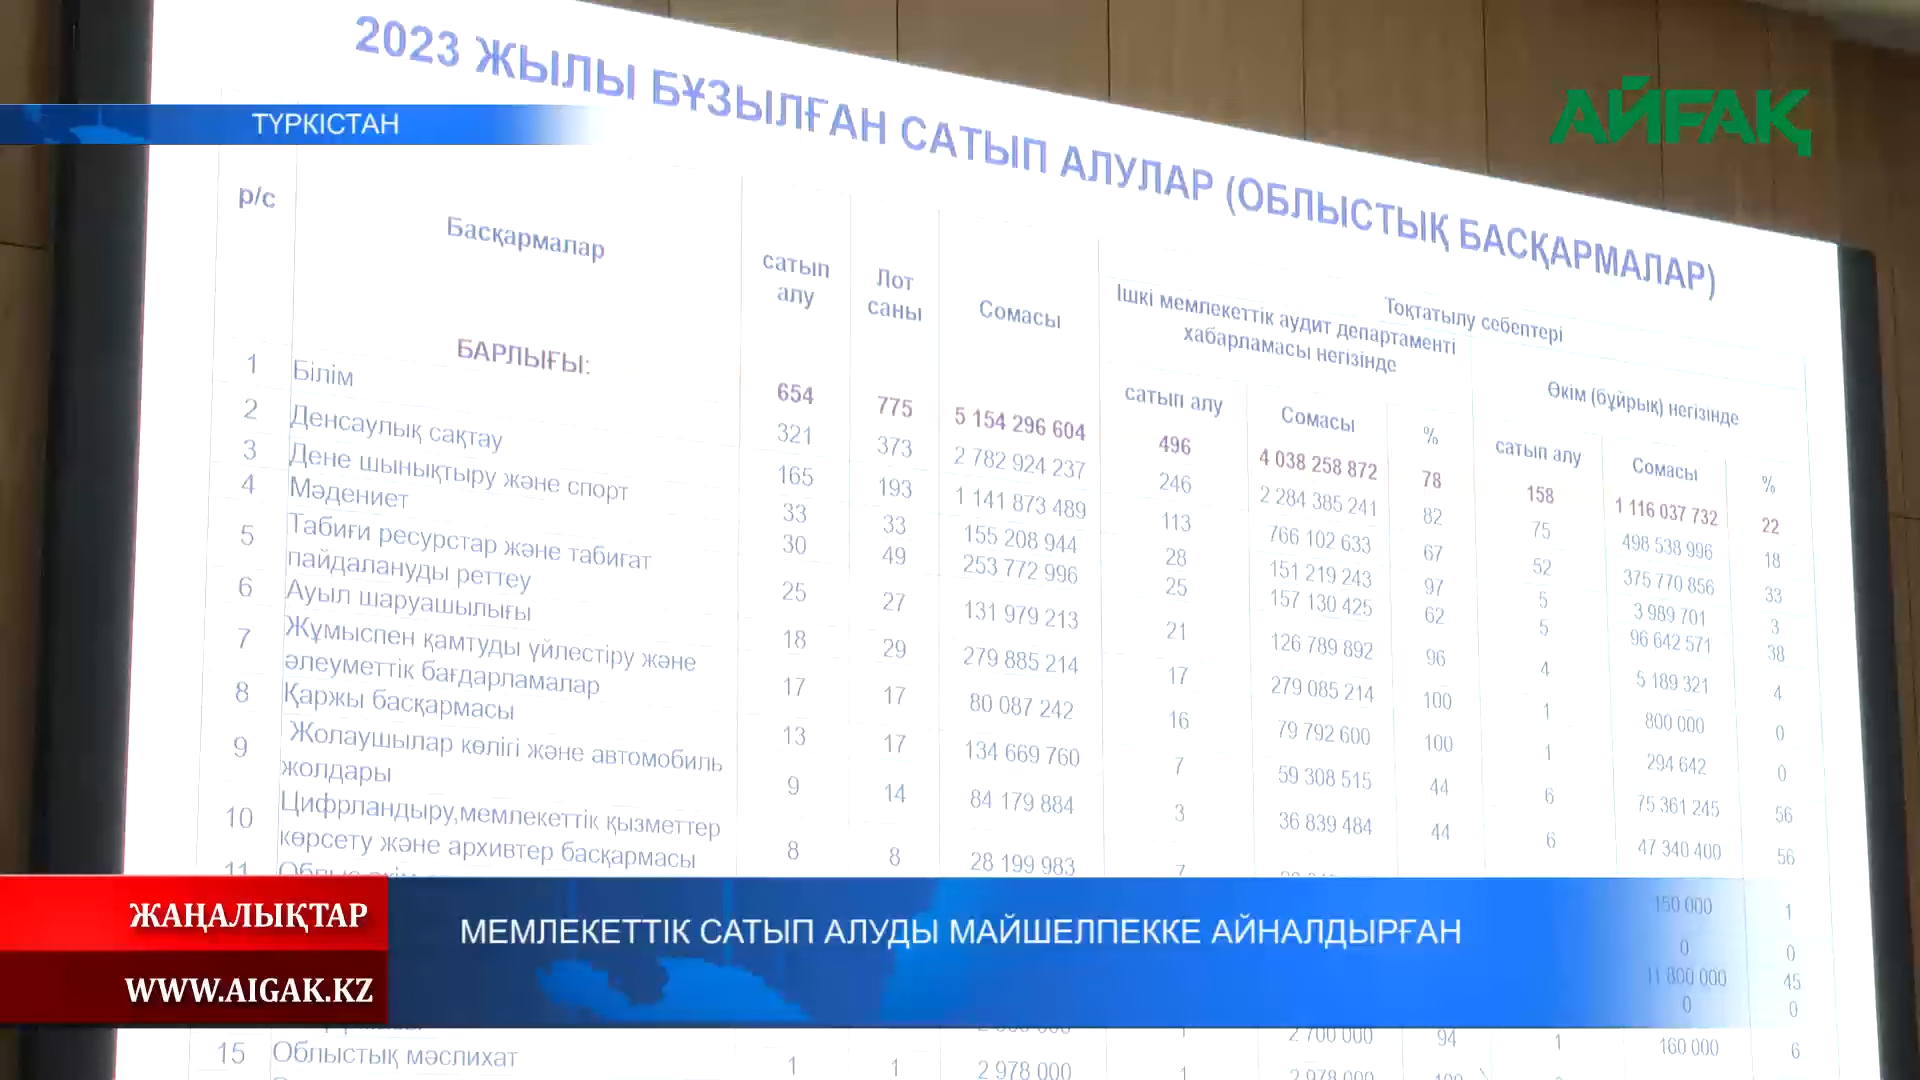 2023 ЖЫЛЫ БҰЗЫЛҒАН САТЫП АЛУЛАР (ОБЛЫСТЫҚ БАСҚАРМАЛАР)
АЙҒАҚ
ТҮРКІСТАН
р/с Басқармалар сатып алу Лот саны Сомасы Тоқтатылу себептері
Ішкі мемлекеттік аудит департаменті хабарламасы негізінде Өкім (бұйрық) негізінде
сатып алу Сомасы % сатып алу Сомасы %
БАРЛЫҒЫ: 654 775 5 154 296 604 496 4 038 258 872 78 158 1 116 037 732 22
1 Білім 321 373 2 782 924 237 246 2 284 385 241 82 75 498 538 996 18
2 Денсаулық сақтау 165 193 1 141 873 489 113 766 102 633 67 52 375 770 856 33
3 Дене шынықтыру және спорт 33 33 155 208 944 28 151 219 243 97 5 3 989 701 3
4 Мәдениет 30 49 253 772 996 25 157 130 425 62 5 96 642 571 38
5 Табиғи ресурстар және табиғат
пайдалануды реттеу 25 27 131 979 213 21 126 789 892 96 4 5 189 321 4
6 Ауыл шаруашылығы 18 29 279 885 214 17 279 085 214 100 1 800 000 0
7 Жұмыспен қамтуды үйлестіру және
әлеуметтік бағдарламалар 17 17 80 087 242 16 79 792 600 100 1 294 642 0
8 Қаржы басқармасы 13 17 134 669 760 7 59 308 515 44 6 75 361 245 56
9 Жолаушылар көлігі және автомобиль
жолдары 9 14 84 179 884 3 36 839 484 44 6 47 340 400 56
10 Цифрландыру,мемлекеттік қызметтер
көрсету және архивтер басқармасы 8 8 28 199 983 7 150 000 1
11
0 0
11 800 000 45
0 0
1 2 700 000 94 1 160 000 6
15 Облыстық мәслихат 1 1 2 978 000 1 2 978 000
ЖАҢАЛЫҚТАР
WWW.AIGAK.KZ
МЕМЛЕКЕТТІК САТЫП АЛУДЫ МАЙШЕЛПЕККЕ АЙНАЛДЫРҒАН